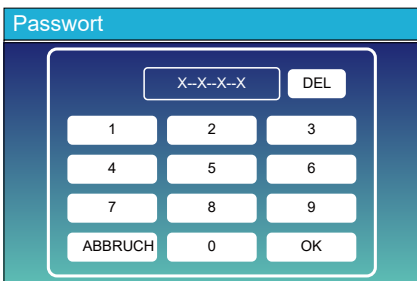 Passwort
X--X--X--X DEL
1 2 3
4 5 6
7 8 9
ABBRUCH 0 OK